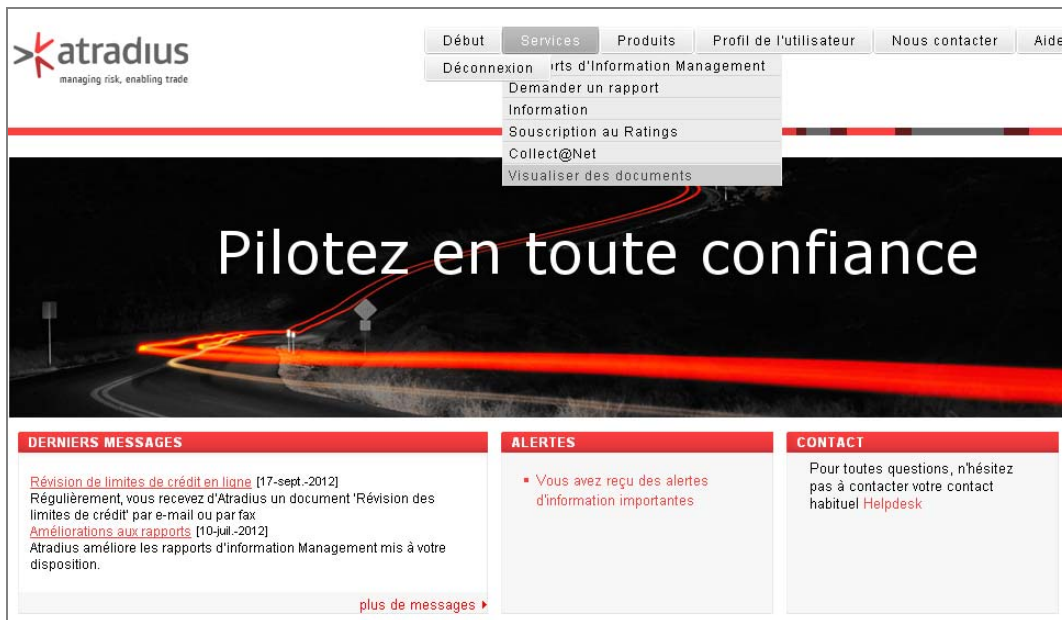 atradius
managing risk, enabling trade
Début Services Produits Profil de l'utilisateur Nous contacter Aide
Déconnexion
orts d'Information Management
Demander un rapport
Information
Souscription au Ratings
Collect@Net
Visualiser des documents
Pilotez en toute confiance
DERNIERS MESSAGES
Révision de limites de crédit en ligne [17-sept.-2012]
Régulièrement, vous recevez d'Atradius un document 'Révision des
limites de crédit' par e-mail ou par fax
Améliorations aux rapports [10-juil.-2012]
Atradius améliore les rapports d'information Management mis à votre
disposition.
plus de messages
ALERTES
Vous avez reçu des alertes
d'information importantes
CONTACT
Pour toutes questions, n'hésitez
pas à contacter votre contact
habituel Helpdesk